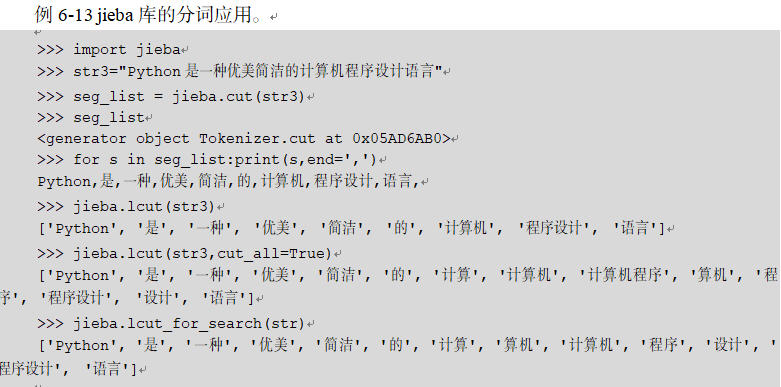 例 6-13 jieba 库的分词应用。
>>> import jieba
>>> str3="Python 是一种优美简洁的计算机程序设计语言"
>>> seg_list = jieba.cut(str3)
>>> seg_list
<generator object Tokenizer.cut at 0x05AD6AB0>
>>> for s in seg_list:print(s,end=',')
Python,是,一种,优美,简洁,的,计算机,程序设计,语言,
>>> jieba.lcut(str3)
['Python', '是', '一种', '优美', '简洁', '的', '计算机', '程序设计', '语言']
>>> jieba.lcut(str3,cut_all=True)
['Python', '是', '一种', '优美', '简洁', '的', '计算', '计算机', '计算机程序', '算机', '程
序', '程序设计', '设计', '语言']
>>> jieba.lcut_for_search(str)
['Python', '是', '一种', '优美', '简洁', '的', '计算', '算机', '计算机', '程序', '设计', '
程序设计', '语言']